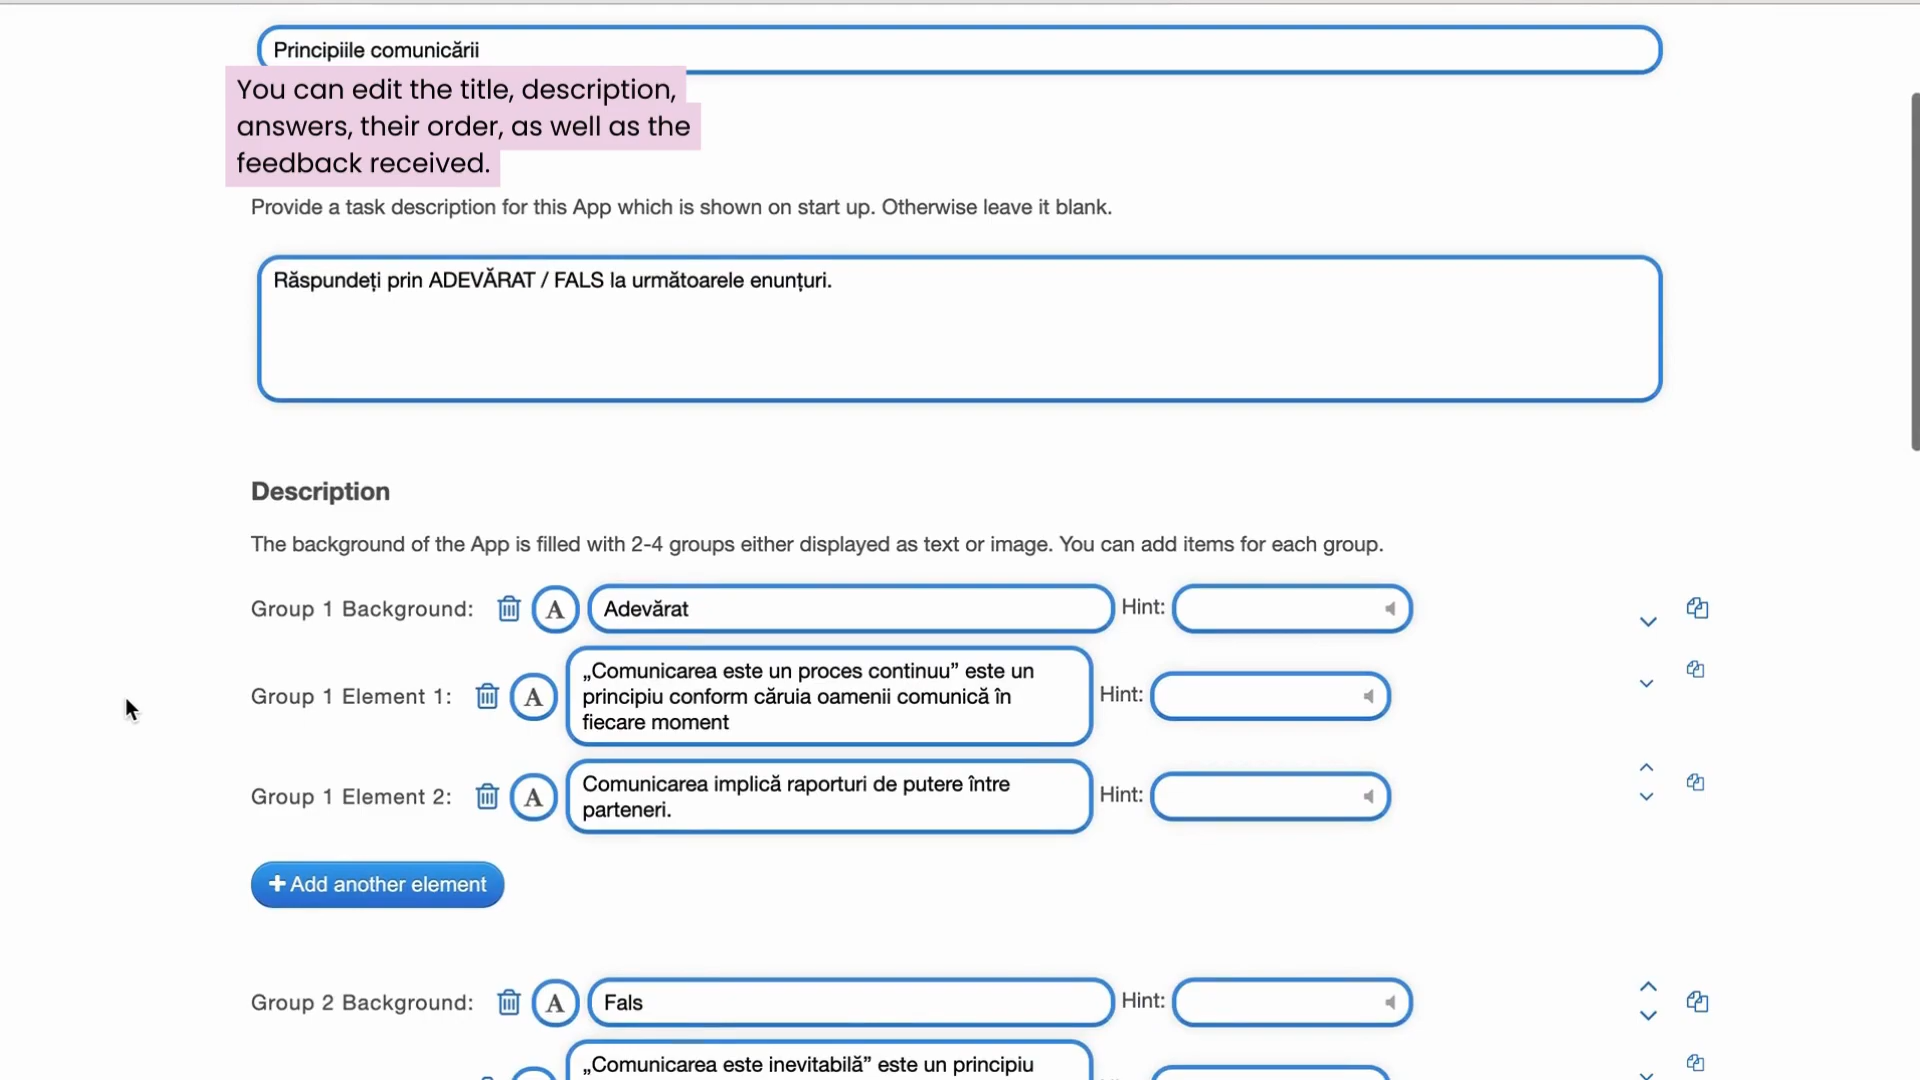 Principiile comunicării
You can edit the title, description,
answers, their order, as well as the
feedback received.
Provide a task description for this App which is shown on start up. Otherwise leave it blank.
Răspundeți prin ADEVĂRAT / FALS la următoarele enunțuri.
Description
The background of the App is filled with 2-4 groups either displayed as text or image. You can add items for each group.
Group 1 Background: A Adevărat Hint:
Group 1 Element 1: A „Comunicarea este un proces continuu” este un
principiu conform căruia oamenii comunică în
fiecare moment
Hint:
Group 1 Element 2: A Comunicarea implică raporturi de putere între
parteneri.
Hint:
+ Add another element
Group 2 Background: A Fals Hint:
„Comunicarea este inevitabilă” este un principiu